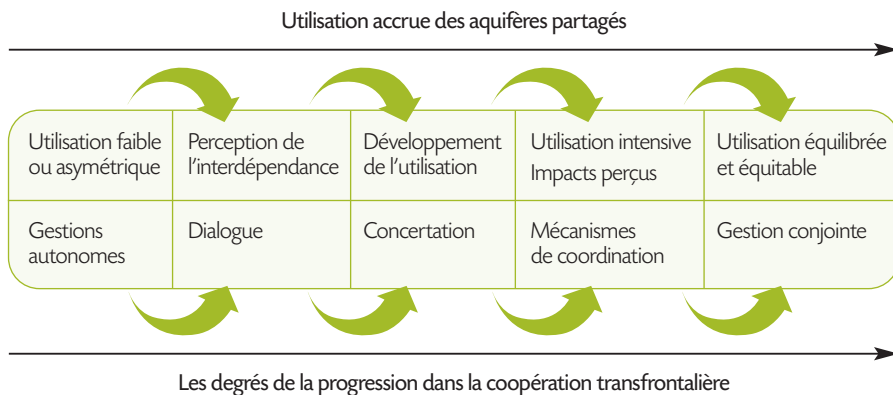 Utilisation accrue des aquifères partagés
Utilisation faible
ou asymétrique
Perception de
l'interdépendance
Développement
de l'utilisation
Utilisation intensive
Impacts perçus
Utilisation équilibrée
et équitable
Gestions
autonomes
Dialogue
Concertation
Mécanismes
de coordination
Gestion conjointe
Les degrés de la progression dans la coopération transfrontalière